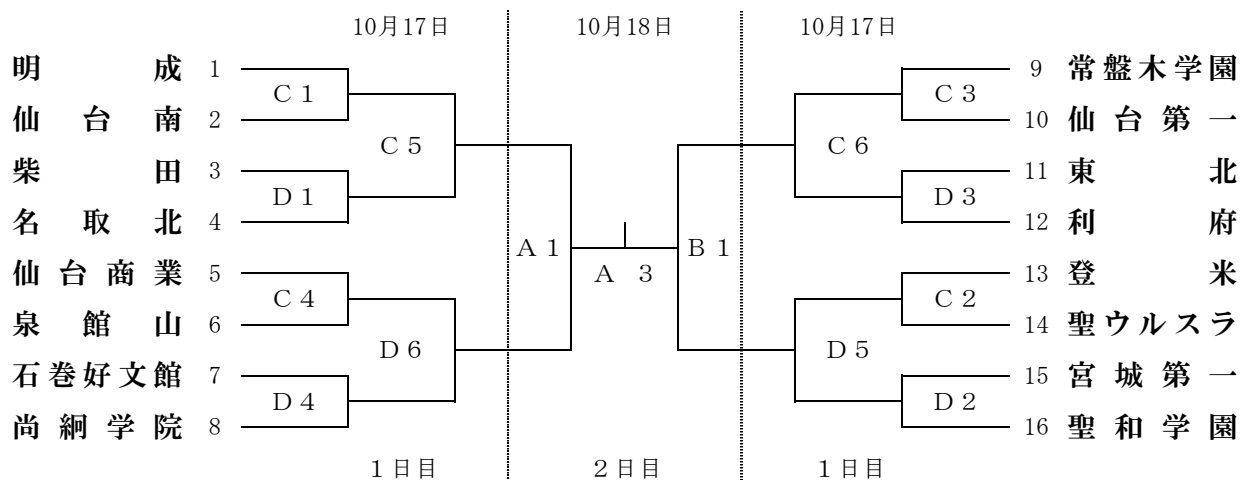 10月17日 10月18日 10月17日
明成 1 9 常盤木学園
C1 C3
仙台南 2 10 仙台第一
C5 C6
柴田 3 11 東北
D1 D3
名取北 4 12 利府
A1 B1
A 3
仙台商業 5 13 登米
C4 C2
泉館山 6 14 聖ウルスラ
D6 D5
石巻好文館 7 15 宮城第一
D4 D2
尚絅学院 8 16 聖和学園
1日目 2日目 1日目